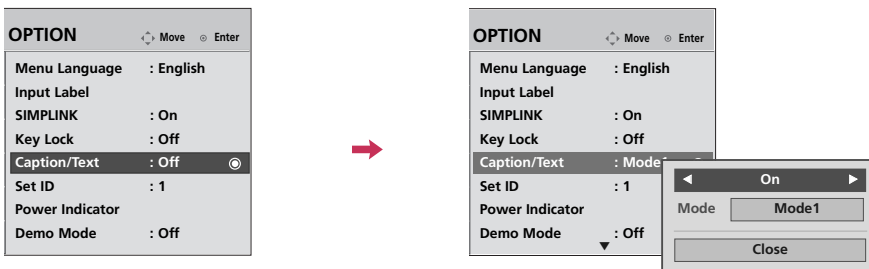 OPTION Move Enter
Menu Language : English
Input Label
SIMPLINK : On
Key Lock : Off
Caption/Text : Off
Set ID : 1
Power Indicator
Demo Mode : Off
OPTION Move Enter
Menu Language : English
Input Label
SIMPLINK : On
Key Lock : Off
Caption/Text : Mode1
Set ID : 1
Power Indicator
Demo Mode : Off
On
Mode Mode1
Close